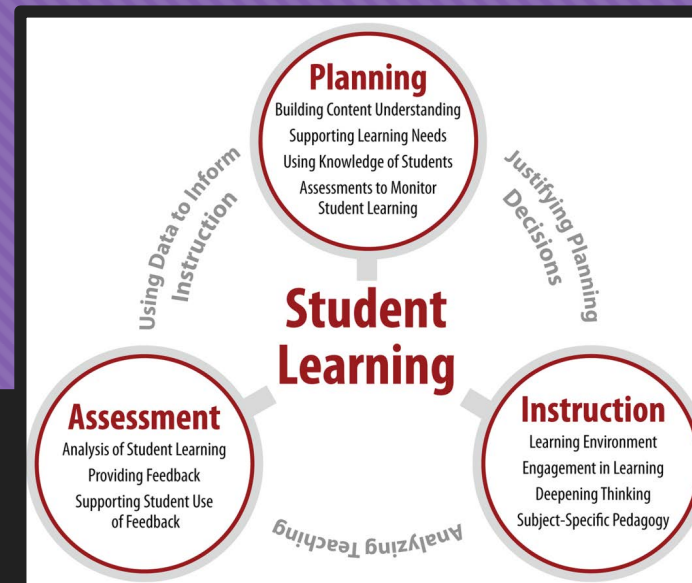 Planning
Building Content Understanding
Supporting Learning Needs
Using Knowledge of Students
Assessments to Monitor
Student Learning
Using Data to Inform
Instruction
Justifying Planning
Decisions
Student
Learning
Assessment
Analysis of Student Learning
Providing Feedback
Supporting Student Use
of Feedback
Instruction
Learning Environment
Engagement in Learning
Deepening Thinking
Subject-Specific Pedagogy
Analyzing Teaching